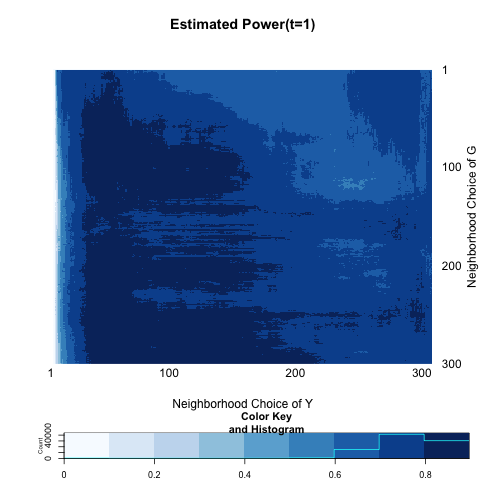 Estimated Power(t=1)
1
100
200
300
Neighborhood Choice of G
1
100
200
300
Neighborhood Choice of Y
Color Key
and Histogram
Count
0
40000
0
0.2
0.4
0.6
0.8